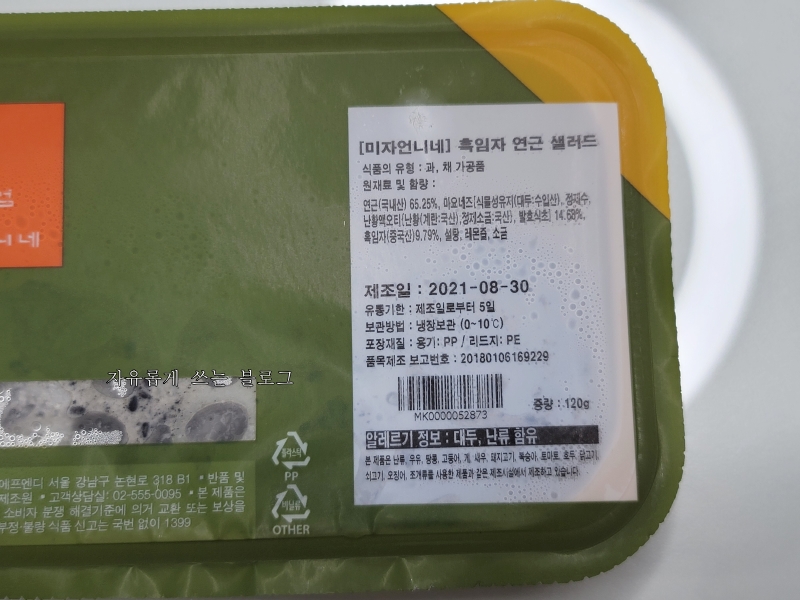 [미자언니네] 흑임자 연근 샐러드
식품의 유형 : 과, 채 가공품
원재료 및 함량 :
연근(국내산) 65.25%, 마요네즈[식물성유지(대두:수입산), 정제수,
난황액오티{난황(계란:국산),정제소금:국산}, 발효식초] 14.68%,
흑임자(중국산)9.79%, 설탕, 레몬즙, 소금
제조일 : 2021-08-30
유통기한 : 제조일로부터 5일
보관방법 : 냉장보관 (0~10℃)
포장재질 : 용기: PP / 리드지: PE
품목제조 보고번호 : 20180106169229
MK0000052873
중량 : 120g
알레르기 정보 : 대두, 난류 함유
본 제품은 난류, 우유, 땅콩, 고등어, 게, 새우, 돼지고기, 복숭아, 토마토, 호두, 닭고기,
쇠고기, 오징어, 조개류를 사용한 제품과 같은 제조시설에서 제조하고 있습니다.
니네
자유롭게 쓰는 블로그
플라스틱
PP
비닐류
OTHER
에프엔디 서울 강남구 논현로 318 B1 • 반품 및
제조원 • 고객상담실: 02-555-0095 • 본 제품은
소비자 분쟁 해결기준에 의거 교환 또는 보상을
부정·불량 식품 신고는 국번 없이 1399